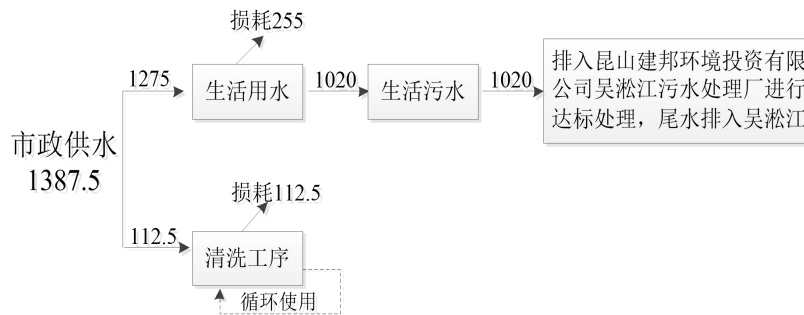 损耗255
1275
生活用水
1020
生活污水
1020
排入昆山建邦环境投资有限
公司吴淞江污水处理厂进行
达标处理，尾水排入吴淞江
市政供水
1387.5
损耗112.5
112.5
清洗工序
循环使用